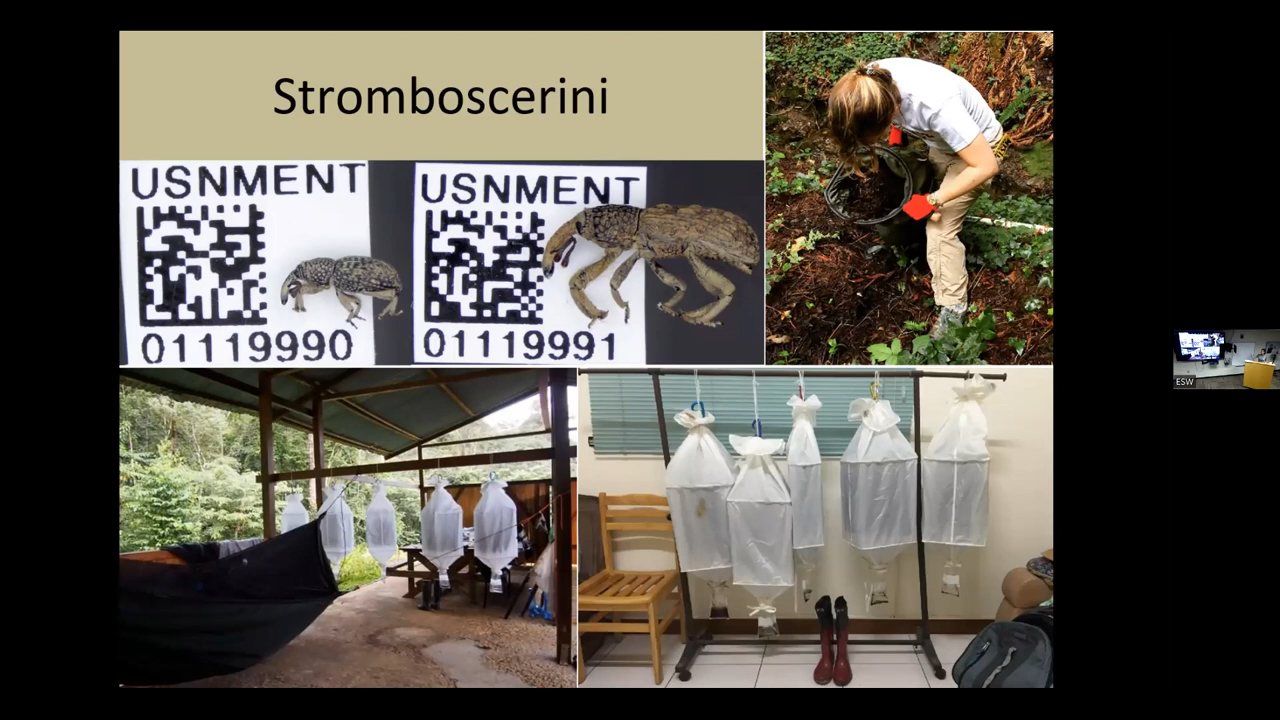 Stromboscerini
USNMENT
01119990
USNMENT
01119991
ESW